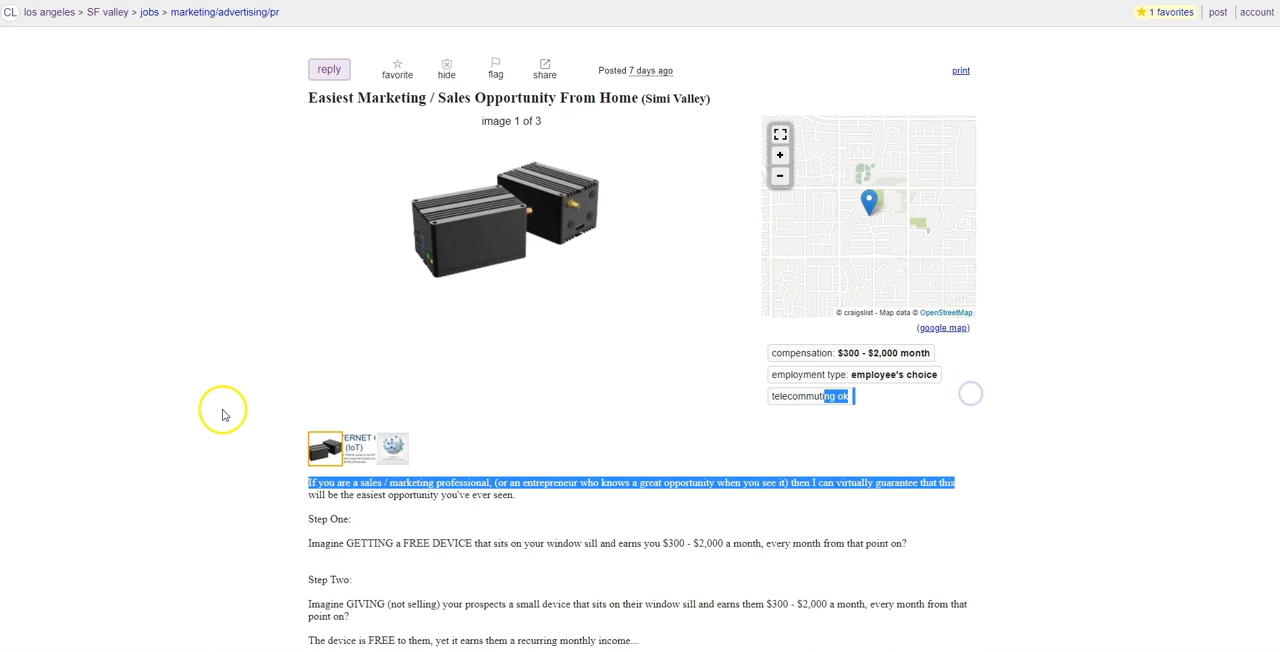 CL los angeles > SF valley > jobs > marketing/advertising/pr
1 favorites post account
reply favorite hide flag share Posted 7 days ago print
Easiest Marketing / Sales Opportunity From Home (Simi Valley)
image 1 of 3
+
−
© craigslist - Map data © OpenStreetMap
(google map)
compensation: $300 - $2,000 month
employment type: employee's choice
telecommuting ok
ERNET
(IoT)
If you are a sales / marketing professional, (or an entrepreneur who knows a great opportunity when you see it) then I can virtually guarantee that this
will be the easiest opportunity you've ever seen.
Step One:
Imagine GETTING a FREE DEVICE that sits on your window sill and earns you $300 - $2,000 a month, every month from that point on?
Step Two:
Imagine GIVING (not selling) your prospects a small device that sits on their window sill and earns them $300 - $2,000 a month, every month from that
point on?
The device is FREE to them, yet it earns them a recurring monthly income...